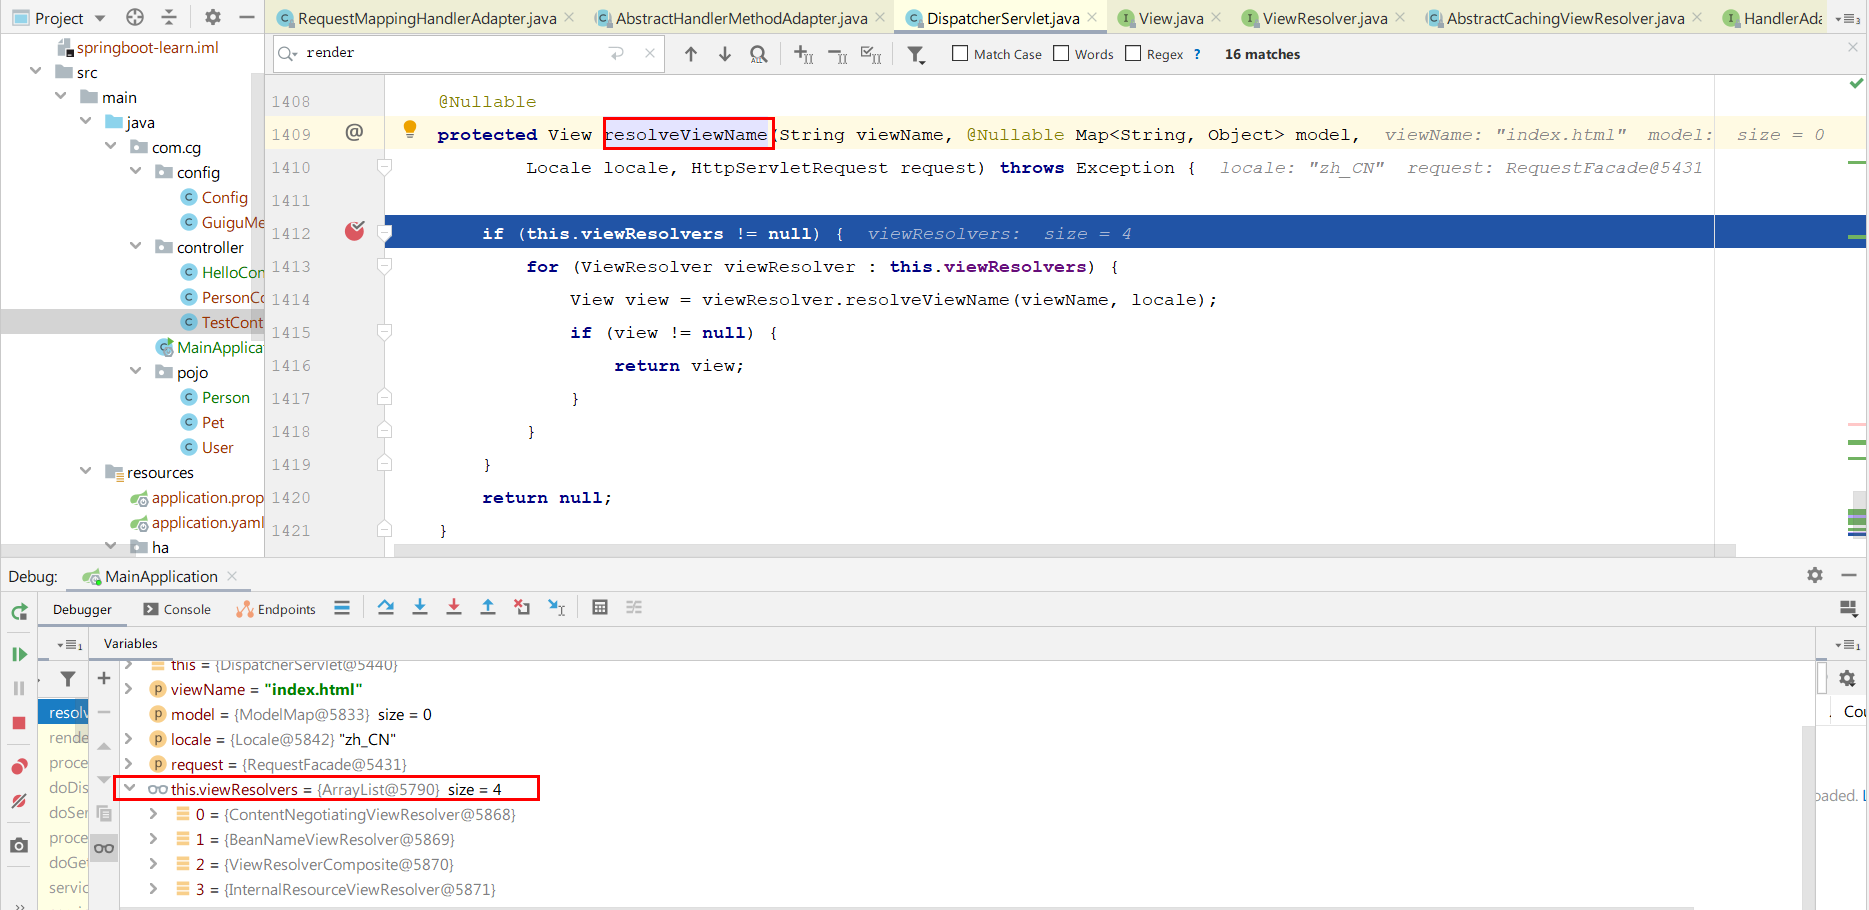 Project
RequestMappingHandlerAdapter.java
AbstractHandlerMethodAdapter.java
DispatcherServlet.java
View.java
ViewResolver.java
AbstractCachingViewResolver.java
HandlerAda
springboot-learn.iml
src
main
java
com.cg
config
Config
GuiguMe
controller
HelloCon
PersonCo
TestCont
MainApplica
pojo
Person
Pet
User
resources
application.prop
application.yaml
ha
render
Match Case
Words
Regex ?
16 matches
1408 @Nullable
1409 @ protected View resolveViewName(String viewName, @Nullable Map<String, Object> model, viewName: "index.html" model: size = 0
1410 Locale locale, HttpServletRequest request) throws Exception { locale: "zh_CN" request: RequestFacade@5431
1411
1412 if (this.viewResolvers != null) { viewResolvers: size = 4
1413 for (ViewResolver viewResolver : this.viewResolvers) {
1414 View view = viewResolver.resolveViewName(viewName, locale);
1415 if (view != null) {
1416 return view;
1417 }
1418 }
1419 }
1420 return null;
1421 }
Debug: MainApplication
Debugger
Console
Endpoints
Variables
resolv
rende
proce
doDis
doSer
proce
doGet
servic
this = {DispatcherServlet@5440}
viewName = "index.html"
model = {ModelMap@5833} size = 0
locale = {Locale@5842} "zh_CN"
request = {RequestFacade@5431}
this.viewResolvers = {ArrayList@5790} size = 4
0 = {ContentNegotiatingViewResolver@5868}
1 = {BeanNameViewResolver@5869}
2 = {ViewResolverComposite@5870}
3 = {InternalResourceViewResolver@5871}
Cou
oaded. L